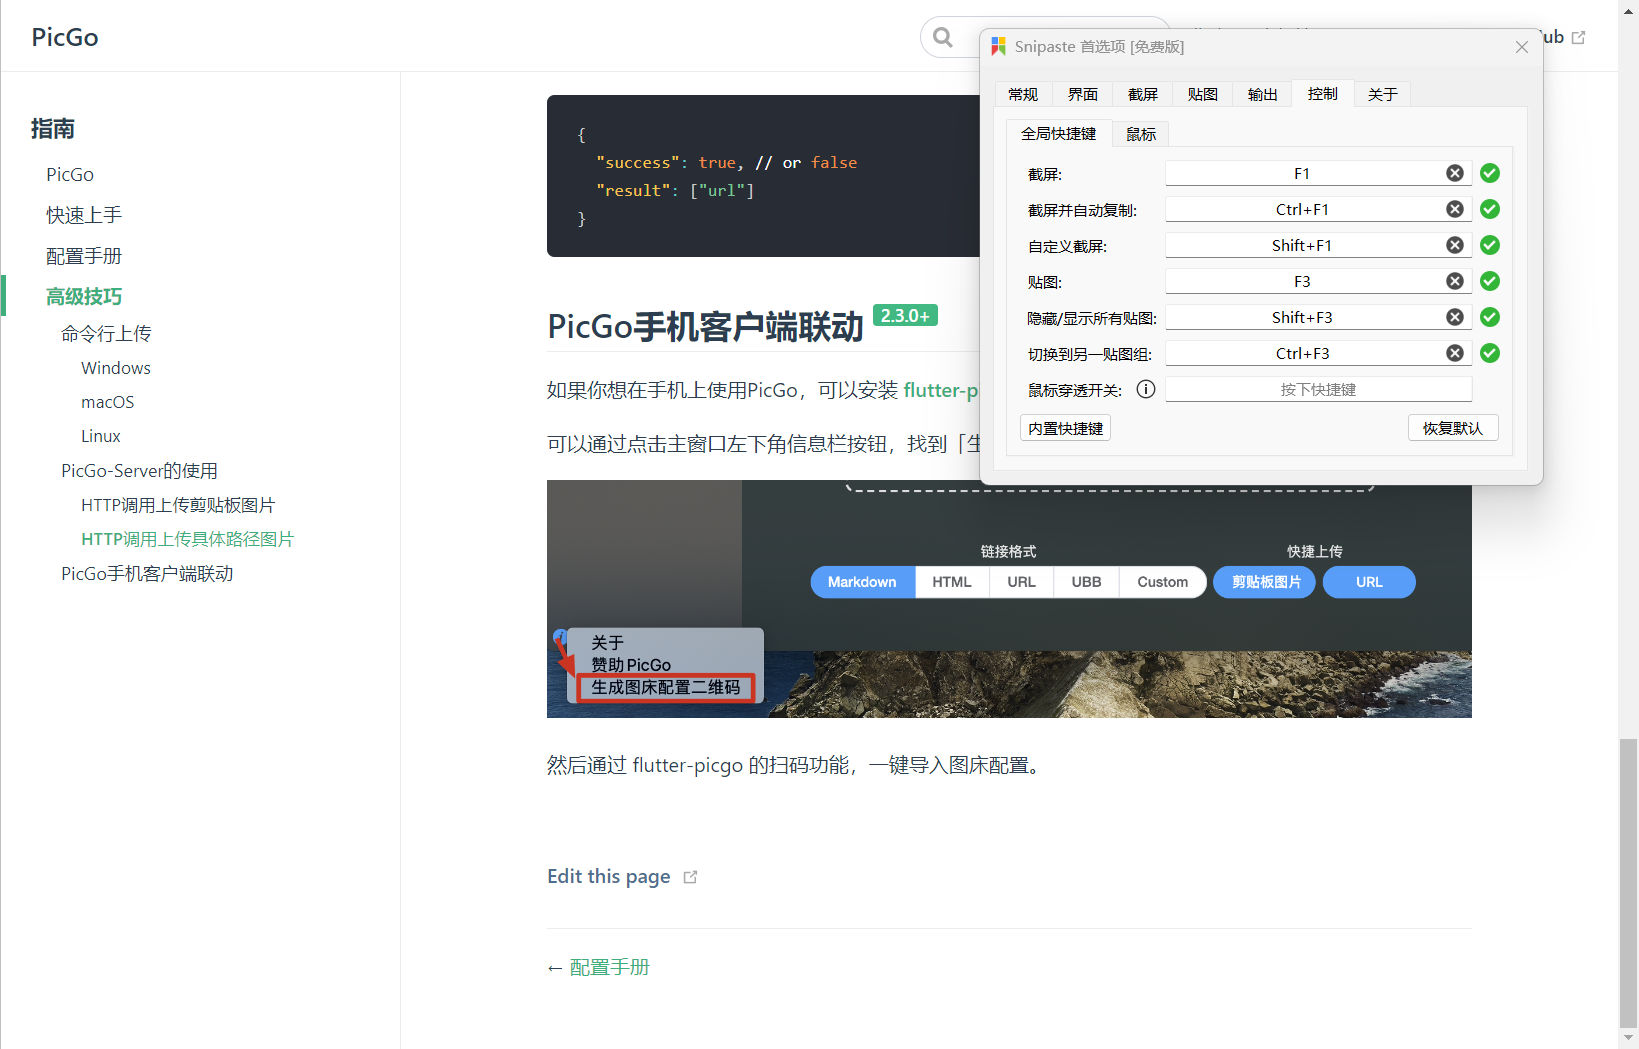 PicGo
ub
指南
PicGo
快速上手
配置手册
高级技巧
命令行上传
Windows
macOS
Linux
PicGo-Server的使用
HTTP调用上传剪贴板图片
HTTP调用上传具体路径图片
PicGo手机客户端联动
{
"success": true, // or false
"result": ["url"]
}
PicGo手机客户端联动 2.3.0+
如果你想在手机上使用PicGo，可以安装 flutter-p
可以通过点击主窗口左下角信息栏按钮，找到「生
链接格式
快捷上传
Markdown
HTML
URL
UBB
Custom
剪贴板图片
URL
关于
赞助 PicGo
生成图床配置二维码
然后通过 flutter-picgo 的扫码功能，一键导入图床配置。
Edit this page
← 配置手册
Snipaste 首选项 [免费版]
常规
界面
截屏
贴图
输出
控制
关于
全局快捷键
鼠标
截屏: F1
截屏并自动复制: Ctrl+F1
自定义截屏: Shift+F1
贴图: F3
隐藏/显示所有贴图: Shift+F3
切换到另一贴图组: Ctrl+F3
鼠标穿透开关: 按下快捷键
内置快捷键
恢复默认